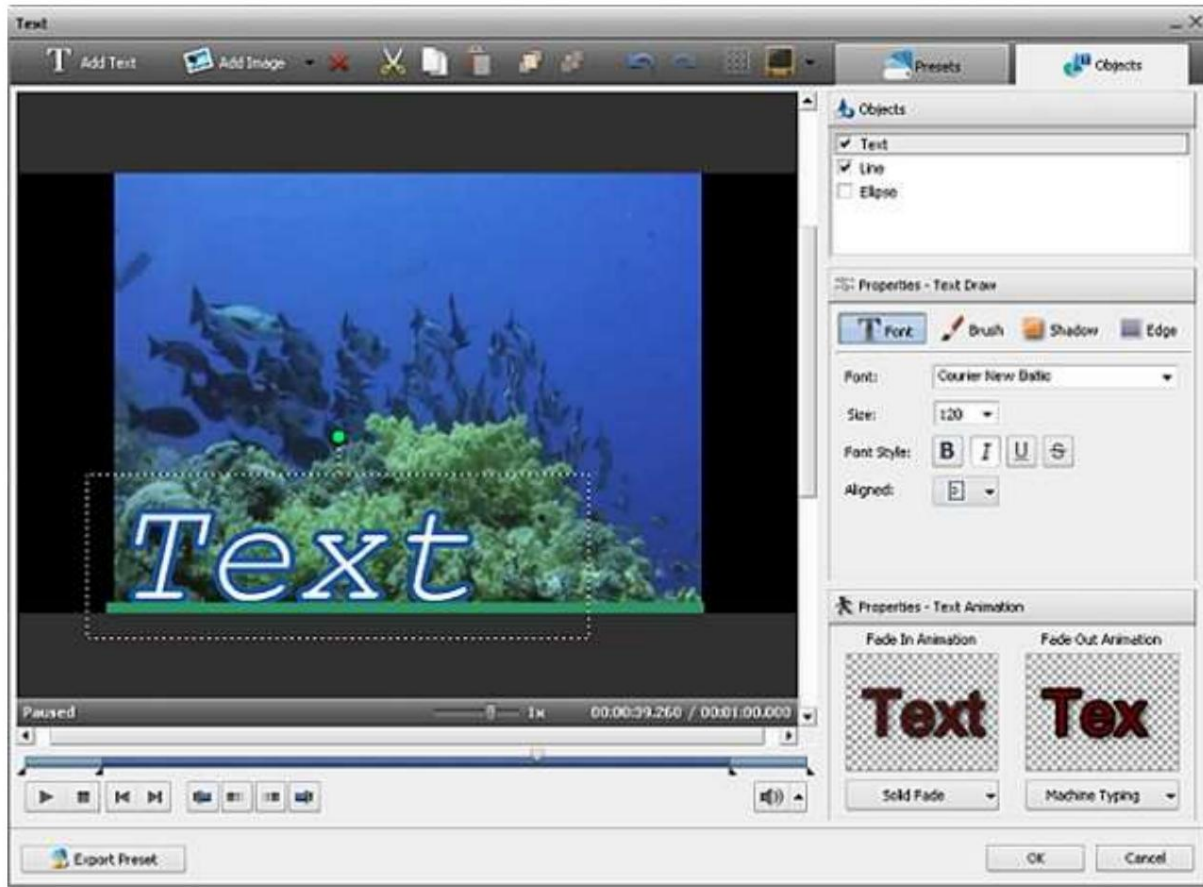 Text
Add Text
Add Image
Presets
Objects
Objects
Text
Line
Ellipse
Properties - Text Draw
Font
Brush
Shadow
Edge
Font:
Courier New Baltic
Size:
120
Font Style:
B I U S
Aligned:
Text
Properties - Text Animation
Fade In Animation
Fade Out Animation
Text
Tex
Solid Fade
Machine Typing
Paused
1x
00:00:39.260 / 00:01:00.000
Export Preset
OK
Cancel